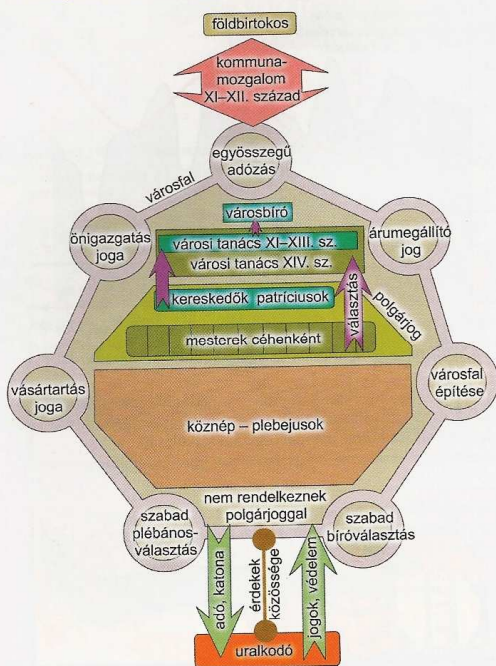 földbirtokos
kommuna-
mozgalom
XI–XII. század
egyösszegű
adózás
városfal
városbíró
önigazgatás
joga
árumegállító
jog
városi tanács XI–XIII. sz.
városi tanács XIV. sz.
kereskedők patríciusok
választás
polgárjog
mesterek céhenként
vásártartás
joga
városfal
építése
köznép – plebejusok
nem rendelkeznek
polgárjoggal
szabad
plébános-
választás
szabad
bíróválasztás
adó, katona
érdekek
közössége
jogok, védelem
uralkodó